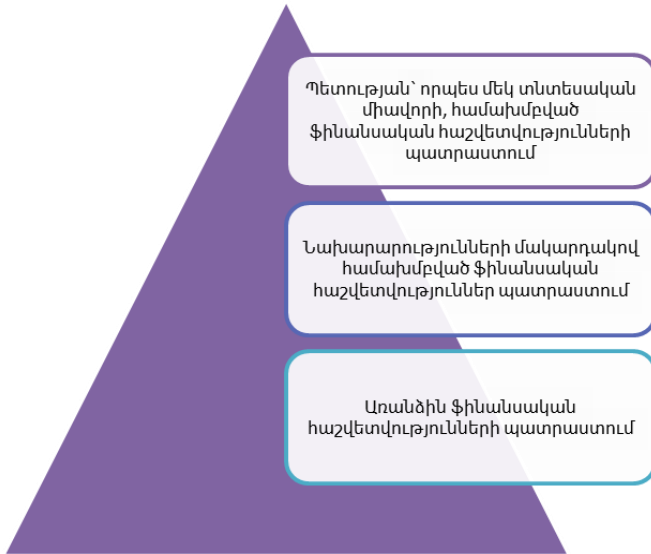 Պետության՝ որպես մեկ տնտեսական
միավորի, համախմբված
ֆինանսական հաշվետվությունների
պատրաստում
Նախարարությունների մակարդակով
համախմբված ֆինանսական
հաշվետվություններ պատրաստում
Առանձին ֆինանսական
հաշվետվությունների պատրաստում